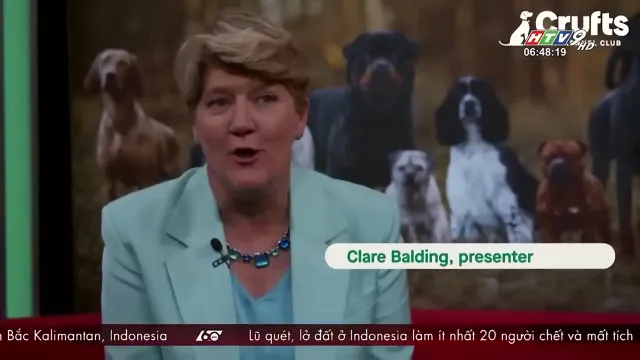 Crufts
HTV9 HD
CLUB
06:48:19
Clare Balding, presenter
Bắc Kalimantan, Indonesia
60
Lũ quét, lở đất ở Indonesia làm ít nhất 20 người chết và mất tích